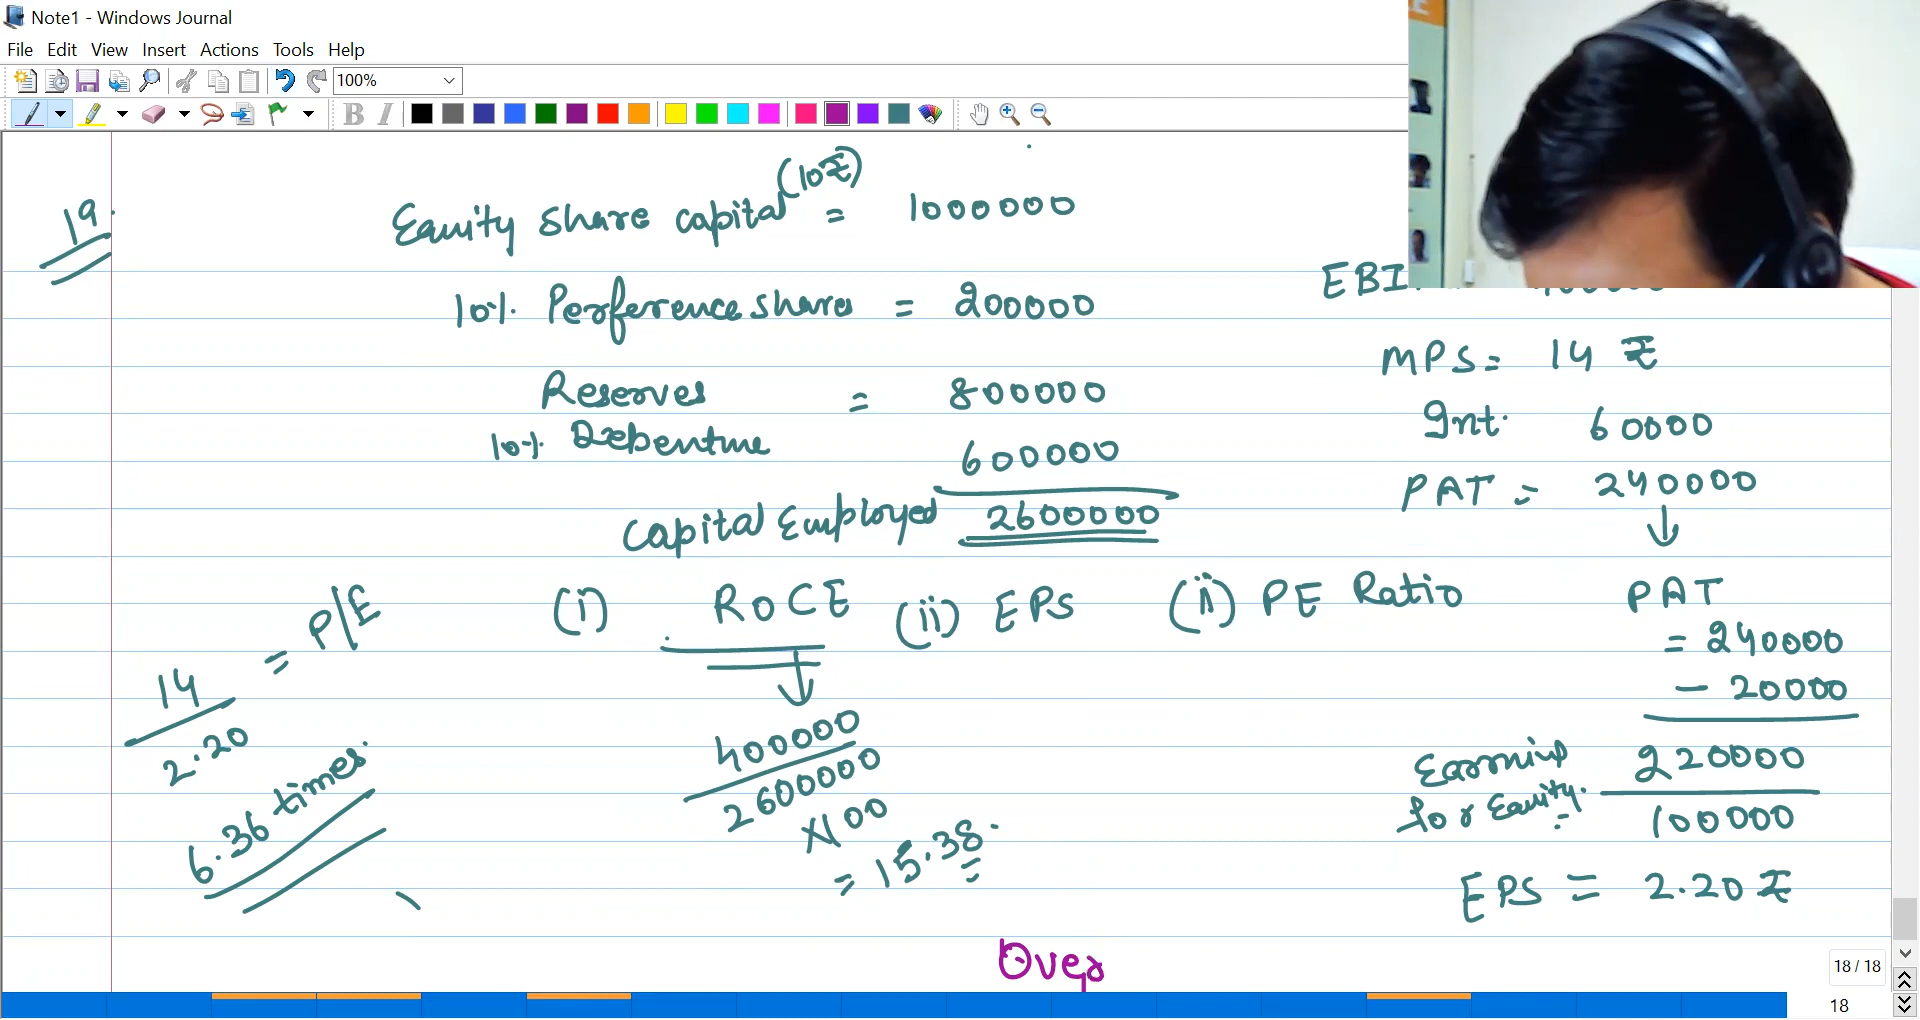 Note1 - Windows Journal
File Edit View Insert Actions Tools Help
100%
B I
19.
Equity share capital (10₹) = 1000000
10%. Perference share = 200000
Reserves = 800000
10%. Debenture 600000
Capital Employed 2600000
EBI
MPS = 14 ₹
Int. 60000
PAT = 240000
(i) ROCE (ii) EPS (ii) PE Ratio
PAT
= 240000
- 20000
Earning for Equity. 220000
100000
EPS = 2.20 ₹
400000
2600000
X100
= 15.38.
14
2.20
= P/E
6.36 times.
Over
18 / 18
18